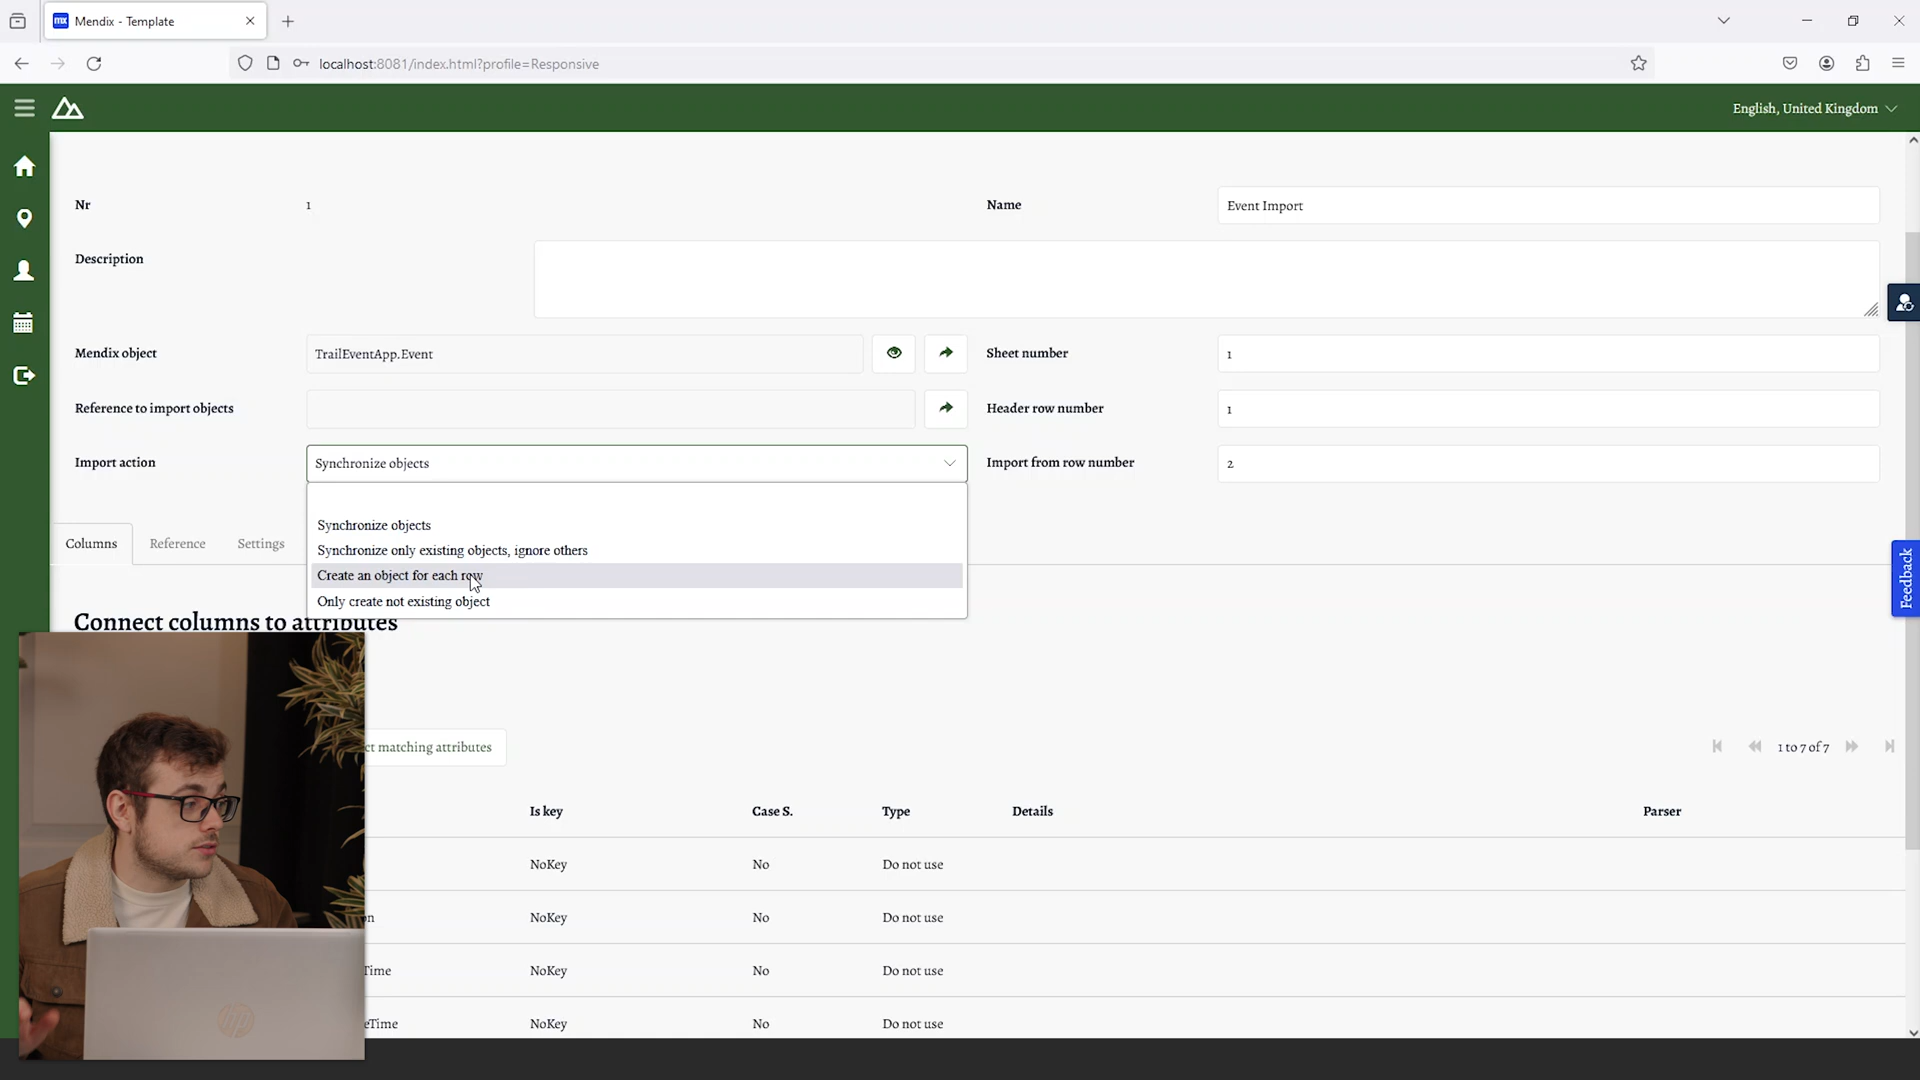 mx Mendix - Template
localhost:8081/index.html?profile=Responsive
English, United Kingdom
Nr 1 Name Event Import
Description
Mendix object TrailEventApp.Event Sheet number 1
Reference to import objects Header row number 1
Import action Synchronize objects Import from row number 2
Synchronize objects
Synchronize only existing objects, ignore others
Create an object for each row
Only create not existing object
Columns Reference Settings
Feedback
Connect columns to attributes
ct matching attributes 1 to 7 of 7
Is key Case S. Type Details Parser
NoKey No Do not use
on NoKey No Do not use
Time NoKey No Do not use
eTime NoKey No Do not use
hp